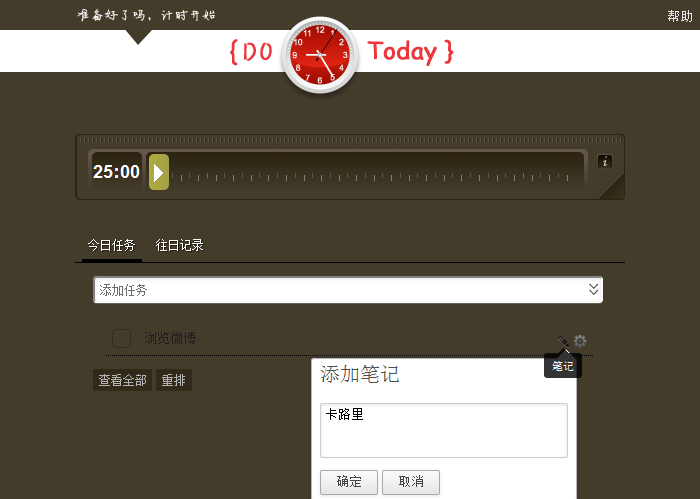 准备好了吗，计时开始
帮助
{DO Today }
12 1 2 3 4 5 6 7 8 9 10 11
25:00
i
今日任务 往日记录
添加任务
浏览微博
笔记
查看全部 重排
添加笔记
卡路里
确定 取消